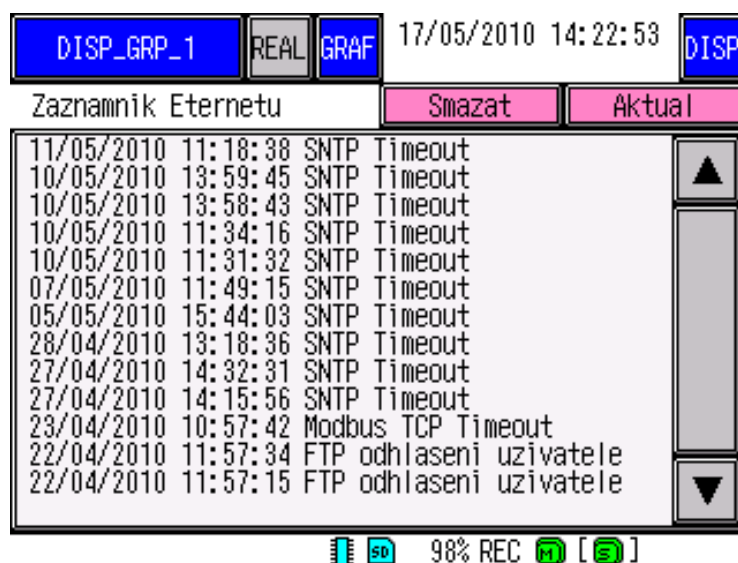 DISP_GRP_1 REAL GRAF 17/05/2010 14:22:53 DISP
Zaznamnik Eternetu Smazat Aktual
11/05/2010 11:18:38 SNTP Timeout
10/05/2010 13:59:45 SNTP Timeout
10/05/2010 13:58:43 SNTP Timeout
10/05/2010 11:34:16 SNTP Timeout
10/05/2010 11:31:32 SNTP Timeout
07/05/2010 11:49:15 SNTP Timeout
05/05/2010 15:44:03 SNTP Timeout
28/04/2010 13:18:36 SNTP Timeout
27/04/2010 14:32:31 SNTP Timeout
27/04/2010 14:15:56 SNTP Timeout
23/04/2010 10:57:42 Modbus TCP Timeout
22/04/2010 11:57:34 FTP odhlaseni uzivatele
22/04/2010 11:57:15 FTP odhlaseni uzivatele
SD 98% REC M [S]